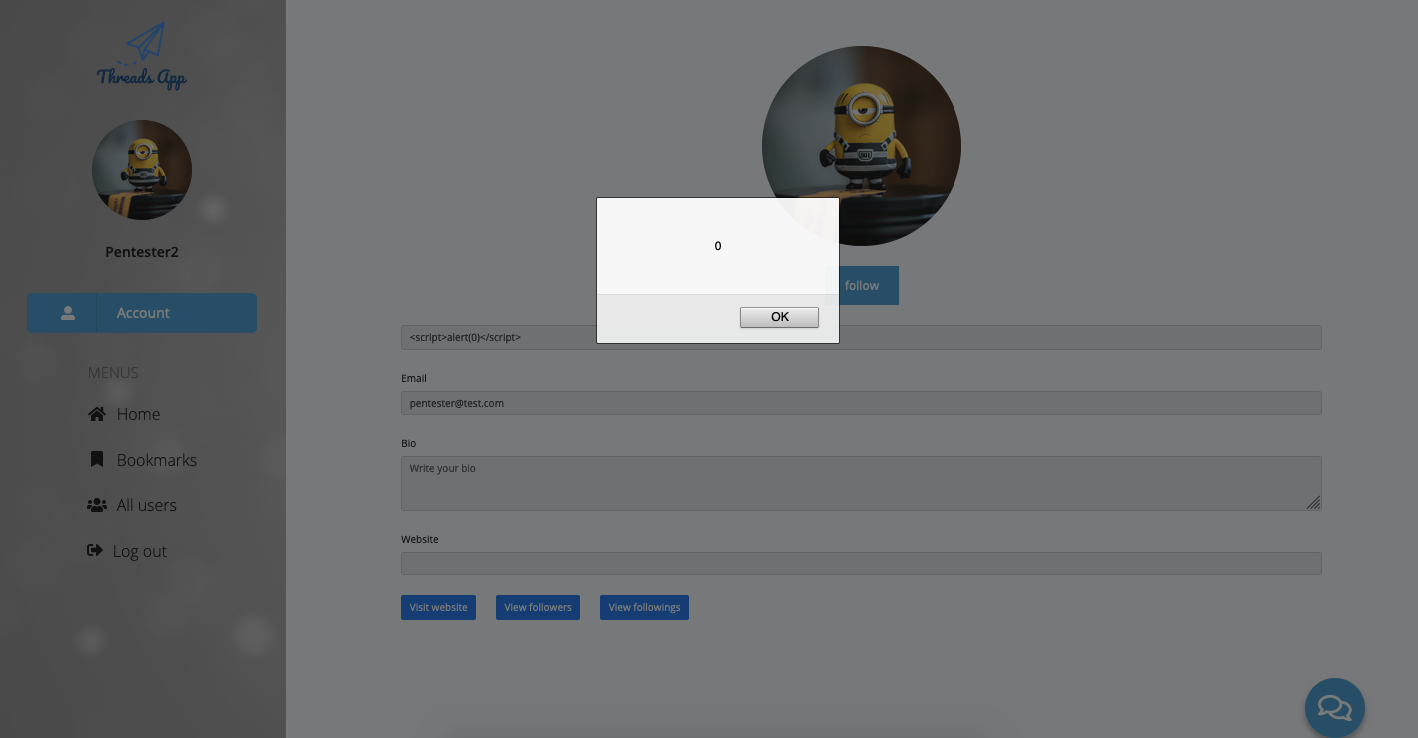 Threads App
Pentester2
Account
MENUS
Home
Bookmarks
All users
Log out
0
OK
follow
<script>alert(0)</script>
Email
pentester@test.com
Bio
Write your bio
Website
Visit website
View followers
View followings